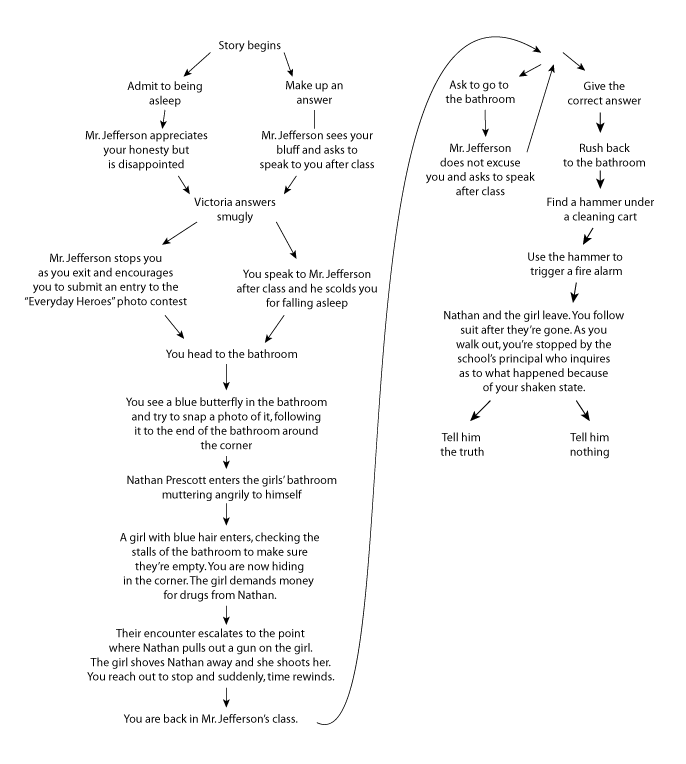 Story begins
Admit to being
asleep
Make up an
answer
Mr. Jefferson appreciates
your honesty but
is disappointed
Mr. Jefferson sees your
bluff and asks to
speak to you after class
Victoria answers
smugly
Mr. Jefferson stops you
as you exit and encourages
you to submit an entry to the
“Everyday Heroes” photo contest
You speak to Mr. Jefferson
after class and he scolds you
for falling asleep
You head to the bathroom
You see a blue butterfly in the bathroom
and try to snap a photo of it, following
it to the end of the bathroom around
the corner
Nathan Prescott enters the girls’ bathroom
muttering angrily to himself
A girl with blue hair enters, checking the
stalls of the bathroom to make sure
they’re empty. You are now hiding
in the corner. The girl demands money
for drugs from Nathan.
Their encounter escalates to the point
where Nathan pulls out a gun on the girl.
The girl shoves Nathan away and she shoots her.
You reach out to stop and suddenly, time rewinds.
You are back in Mr. Jefferson’s class.
Ask to go to
the bathroom
Mr. Jefferson
does not excuse
you and asks to speak
after class
Give the
correct answer
Rush back
to the bathroom
Find a hammer under
a cleaning cart
Use the hammer to
trigger a fire alarm
Nathan and the girl leave. You follow
suit after they’re gone. As you
walk out, you’re stopped by the
school’s principal who inquires
as to what happened because
of your shaken state.
Tell him
the truth
Tell him
nothing